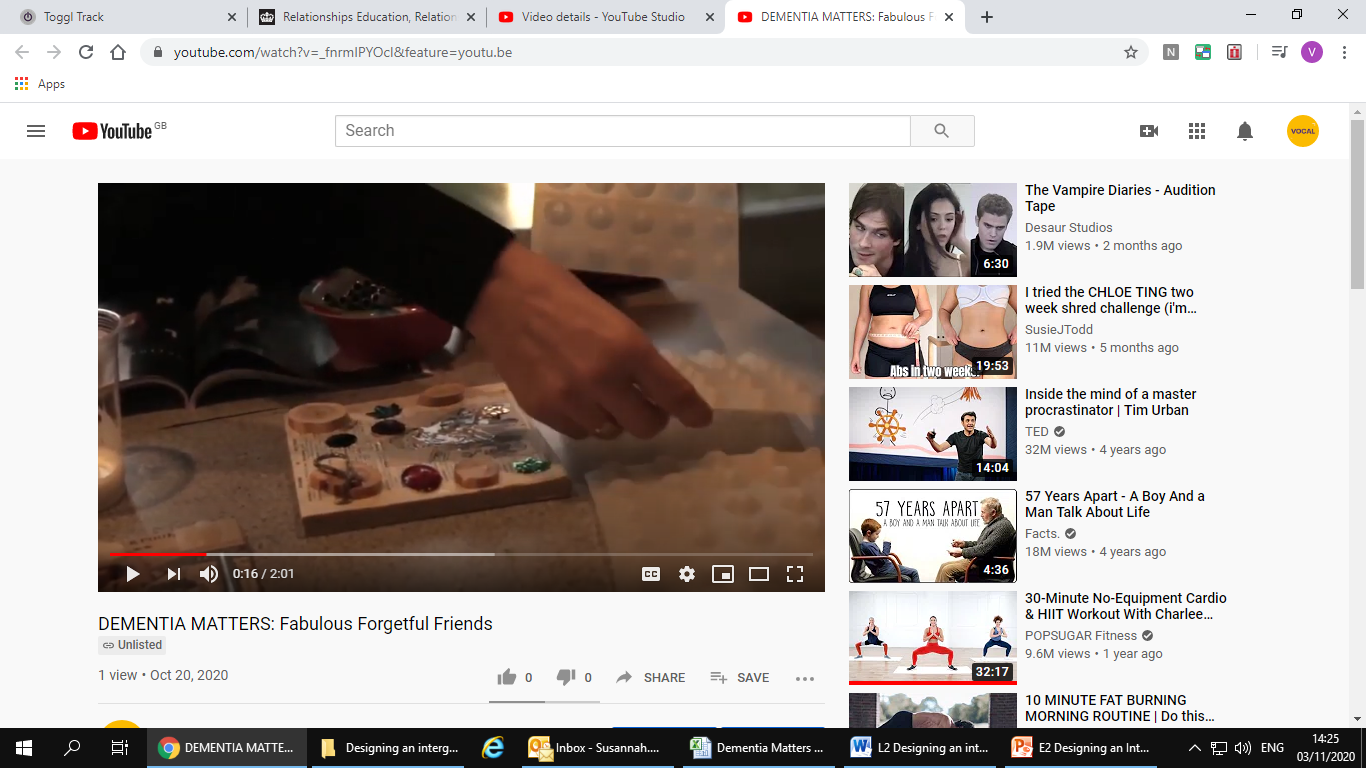 Toggl Track
Relationships Education, Relation
Video details - YouTube Studio
DEMENTIA MATTERS: Fabulous F
youtube.com/watch?v=_fnrmIPYOcI&feature=youtu.be
N
V
Apps
YouTube GB
Search
VOCAL
The Vampire Diaries - Audition
Tape
Desaur Studios
1.9M views • 2 months ago
6:30
I tried the CHLOE TING two
week shred challenge (i'm...
SusieJTodd
11M views • 5 months ago
Abs in two weeks
19:53
Inside the mind of a master
procrastinator | Tim Urban
TED
32M views • 4 years ago
14:04
57 Years Apart - A Boy And a
Man Talk About Life
Facts.
18M views • 4 years ago
57 YEARS APART
A BOY AND A MAN TALK ABOUT LIFE
4:36
30-Minute No-Equipment Cardio
& HIIT Workout With Charlee...
POPSUGAR Fitness
9.6M views • 1 year ago
32:17
10 MINUTE FAT BURNING
MORNING ROUTINE | Do this...
0:16 / 2:01
CC
DEMENTIA MATTERS: Fabulous Forgetful Friends
Unlisted
1 view • Oct 20, 2020
0
0
SHARE
SAVE
DEMENTIA MATTE...
Designing an interg...
Inbox - Susannah....
Dementia Matters ...
L2 Designing an int...
E2 Designing an Int...
ENG
14:25
03/11/2020